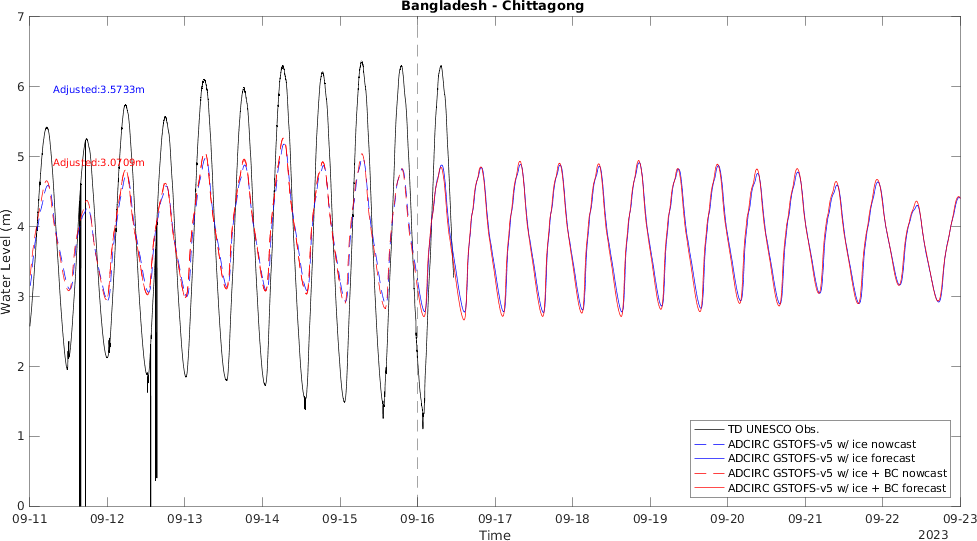 Bangladesh - Chittagong
7
6
5
4
3
2
1
0
Water Level (m)
Adjusted:3.5733m
Adjusted:3.0709m
TD UNESCO Obs.
ADCIRC GSTOFS-v5 w/ ice nowcast
ADCIRC GSTOFS-v5 w/ ice forecast
ADCIRC GSTOFS-v5 w/ ice + BC nowcast
ADCIRC GSTOFS-v5 w/ ice + BC forecast
09-11 09-12 09-13 09-14 09-15 09-16 09-17 09-18 09-19 09-20 09-21 09-22 09-23
Time
2023